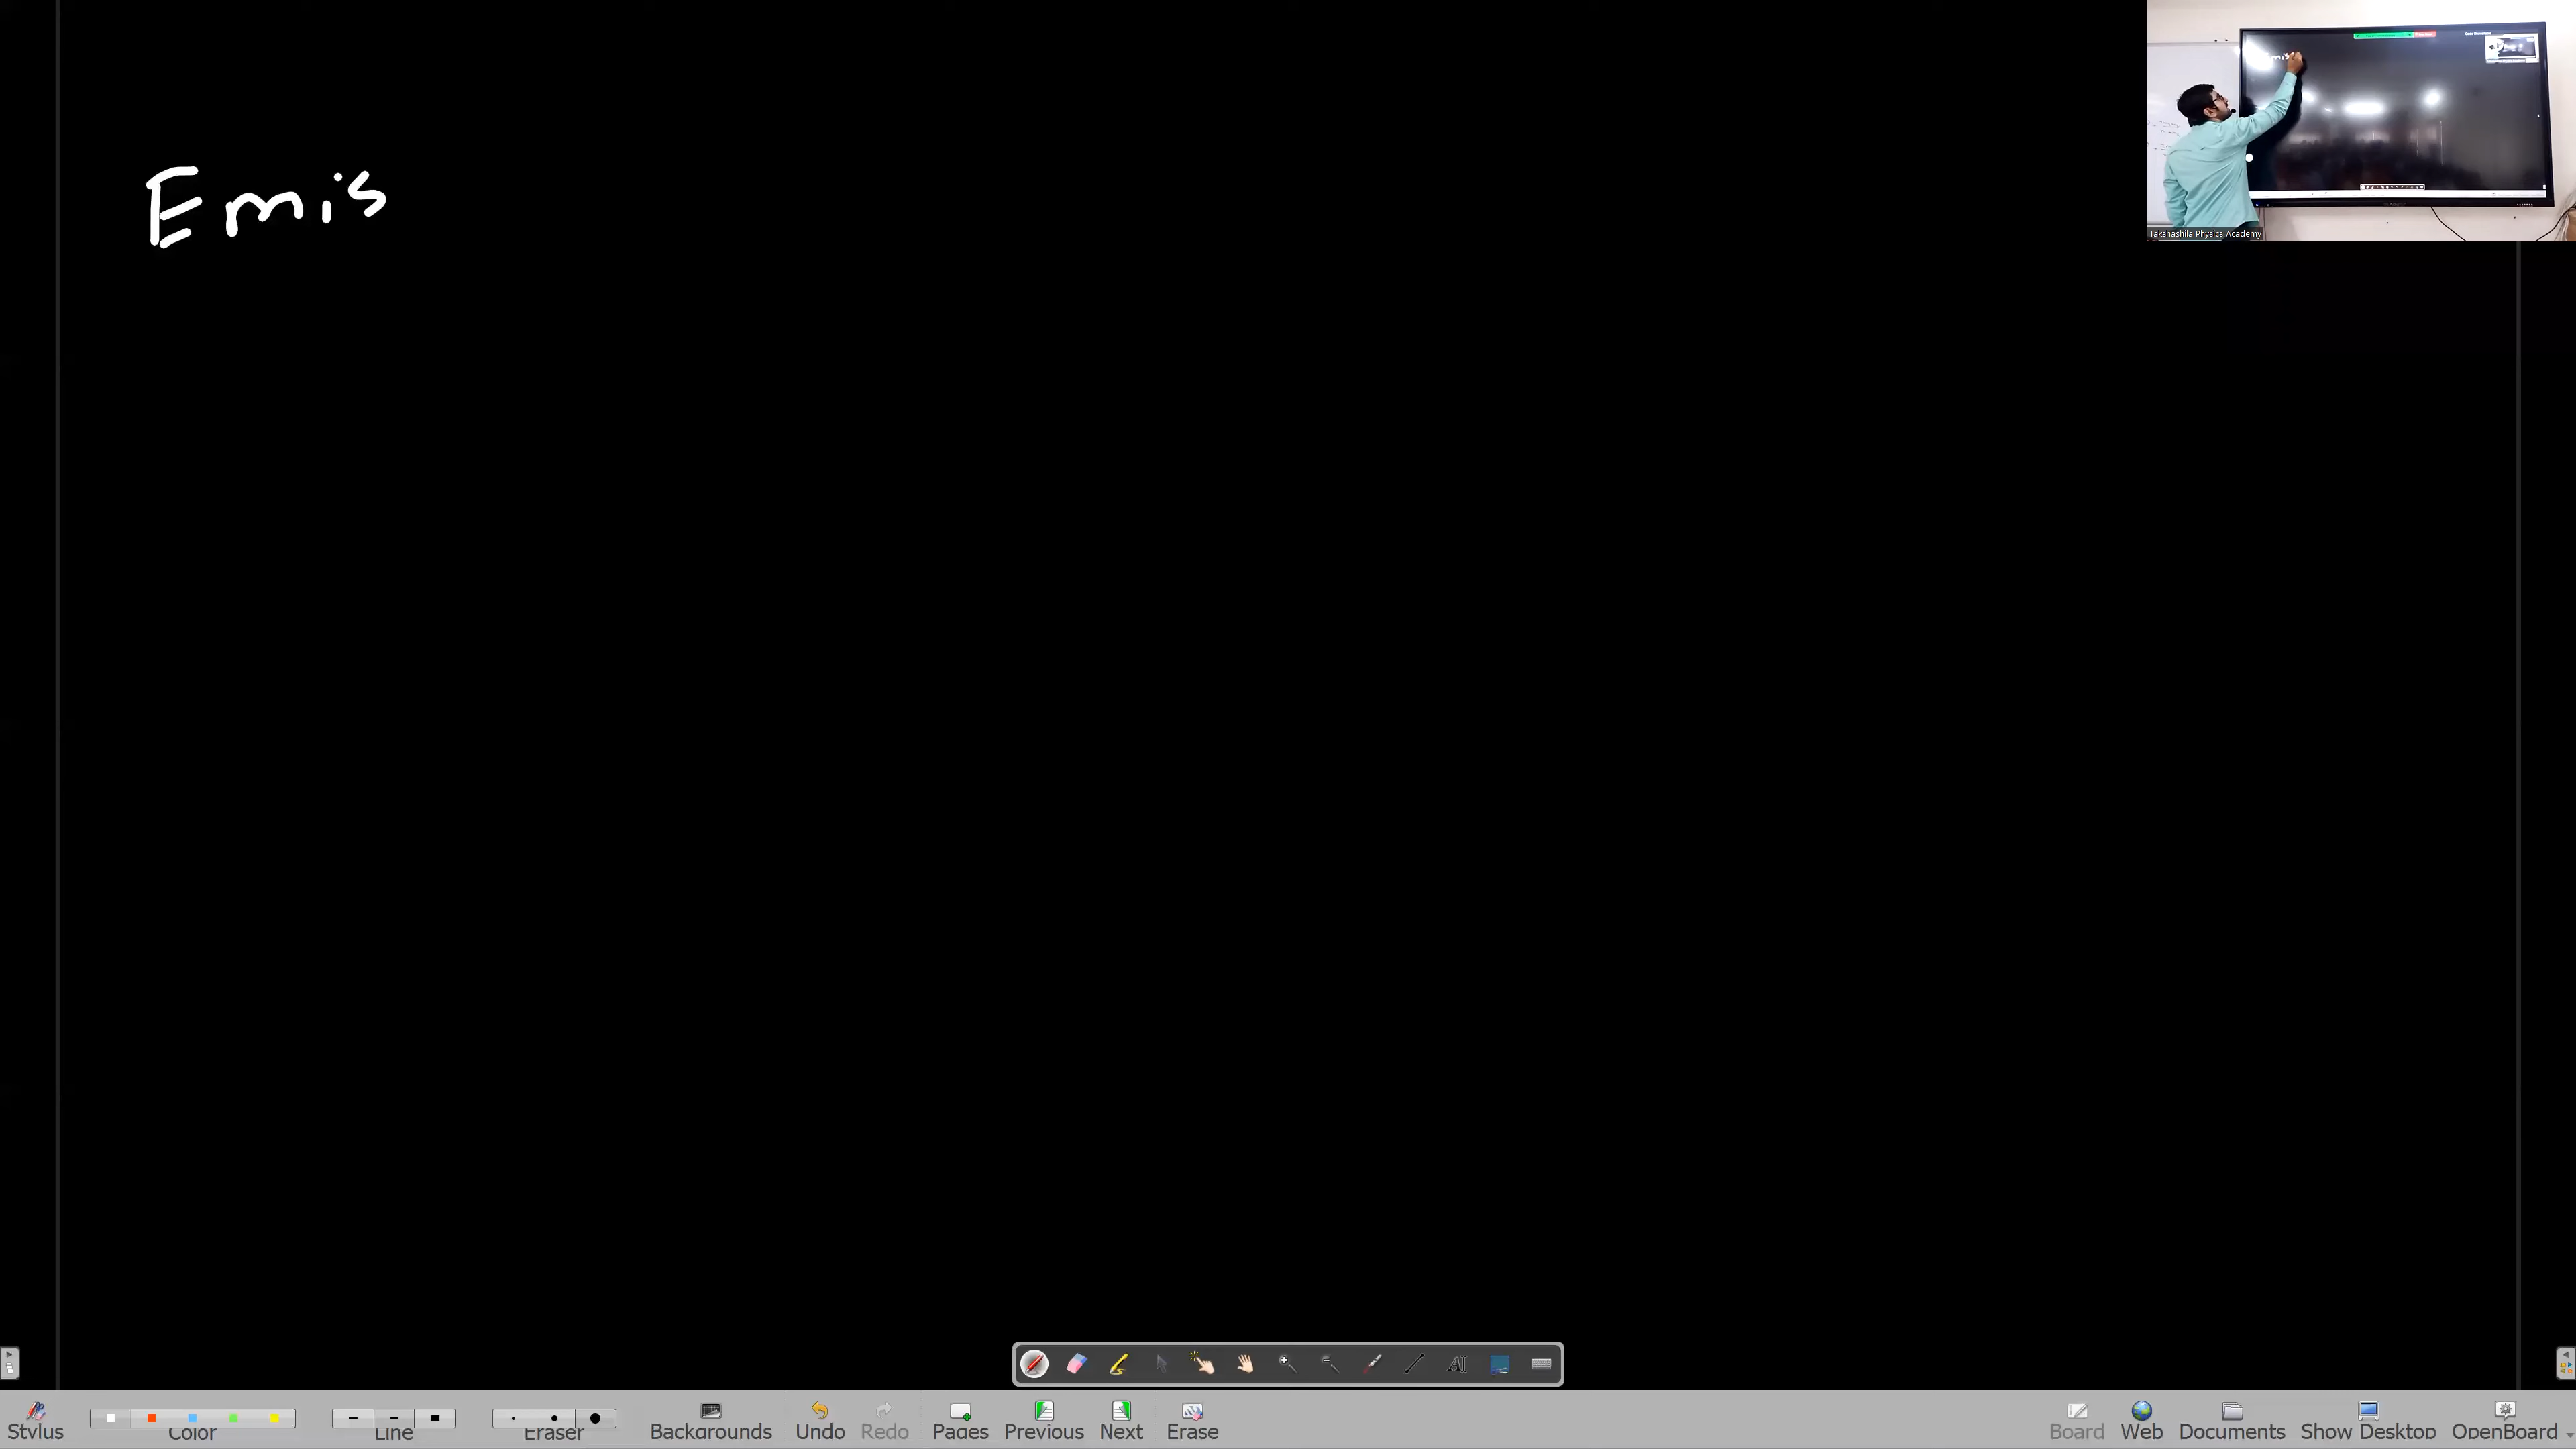 Emis
Takshashila Physics Academy
Stylus
Color
Line
Eraser
Backgrounds
Undo
Redo
Pages
Previous
Next
Erase
Board
Web
Documents
Show Desktop
OpenBoard